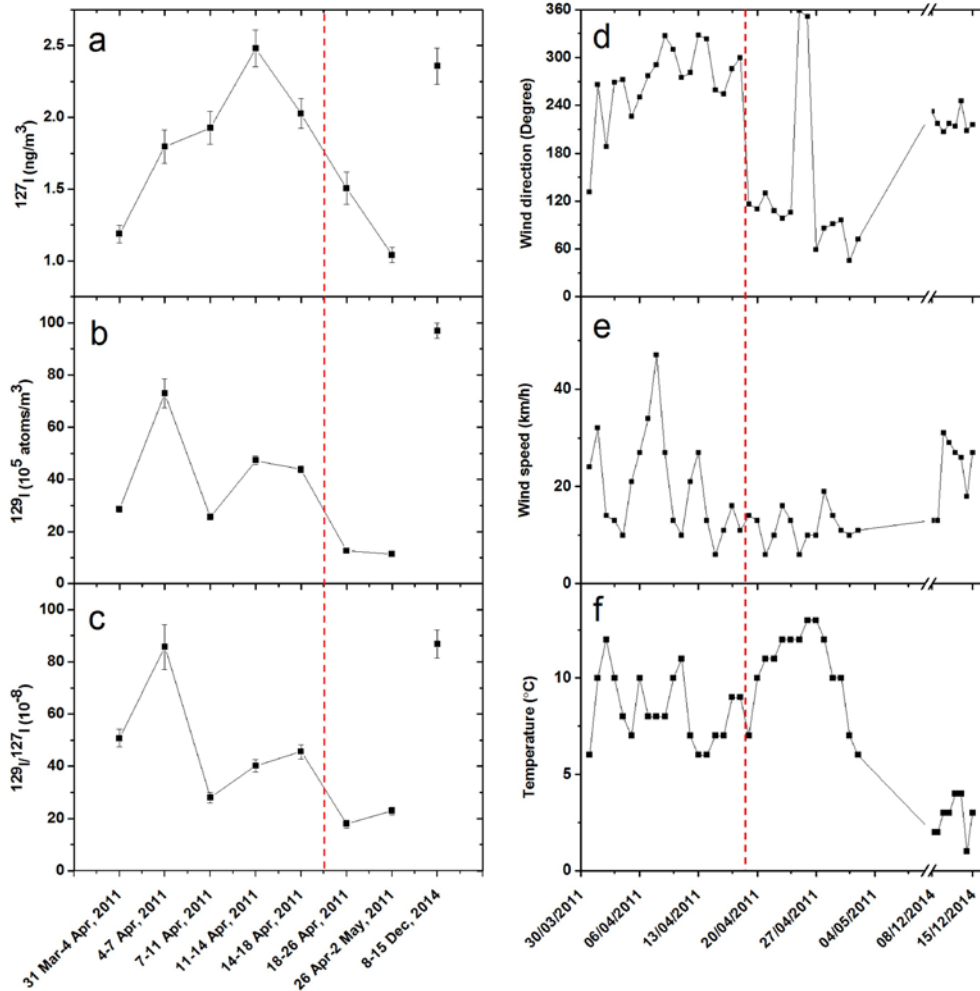 a
2.5
2.0
1.5
1.0
127I (ng/m3)
b
100
80
60
40
20
0
129I (10^5 atoms/m3)
c
100
80
60
40
20
0
129I/127I (10^-8)
31 Mar-4 Apr, 2011
4-7 Apr, 2011
7-11 Apr, 2011
11-14 Apr, 2011
14-18 Apr, 2011
18-26 Apr, 2011
26 Apr-2 May, 2011
8-15 Dec, 2014
d
360
300
240
180
120
60
0
Wind direction (Degree)
e
40
20
0
Wind speed (km/h)
f
10
5
0
Temperature (°C)
30/03/2011
06/04/2011
13/04/2011
20/04/2011
27/04/2011
04/05/2011
08/12/2014
15/12/2014